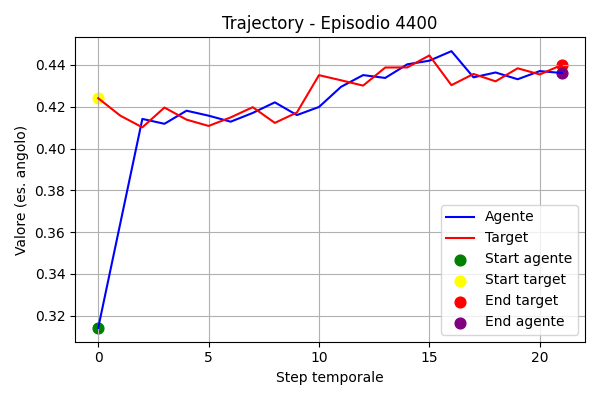 Trajectory - Episodio 4400
Valore (es. angolo)
0.44
0.42
0.40
0.38
0.36
0.34
0.32
0
5
10
15
20
Step temporale
Agente
Target
Start agente
Start target
End target
End agente